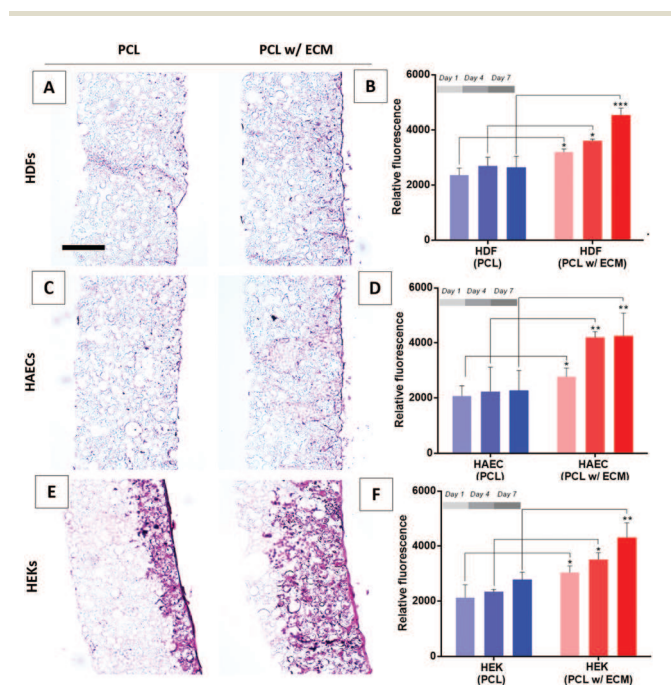 PCL
PCL w/ ECM
A
B
HDFs
Relative fluorescence
6000
4000
2000
0
Day 1 Day 4 Day 7
*
*
***
HDF
(PCL)
HDF
(PCL w/ ECM)
C
D
HAECs
Relative fluorescence
6000
4000
2000
0
Day 1 Day 4 Day 7
*
**
**
HAEC
(PCL)
HAEC
(PCL w/ ECM)
E
F
HEKs
Relative fluorescence
6000
4000
2000
0
Day 1 Day 4 Day 7
*
*
**
HEK
(PCL)
HEK
(PCL w/ ECM)